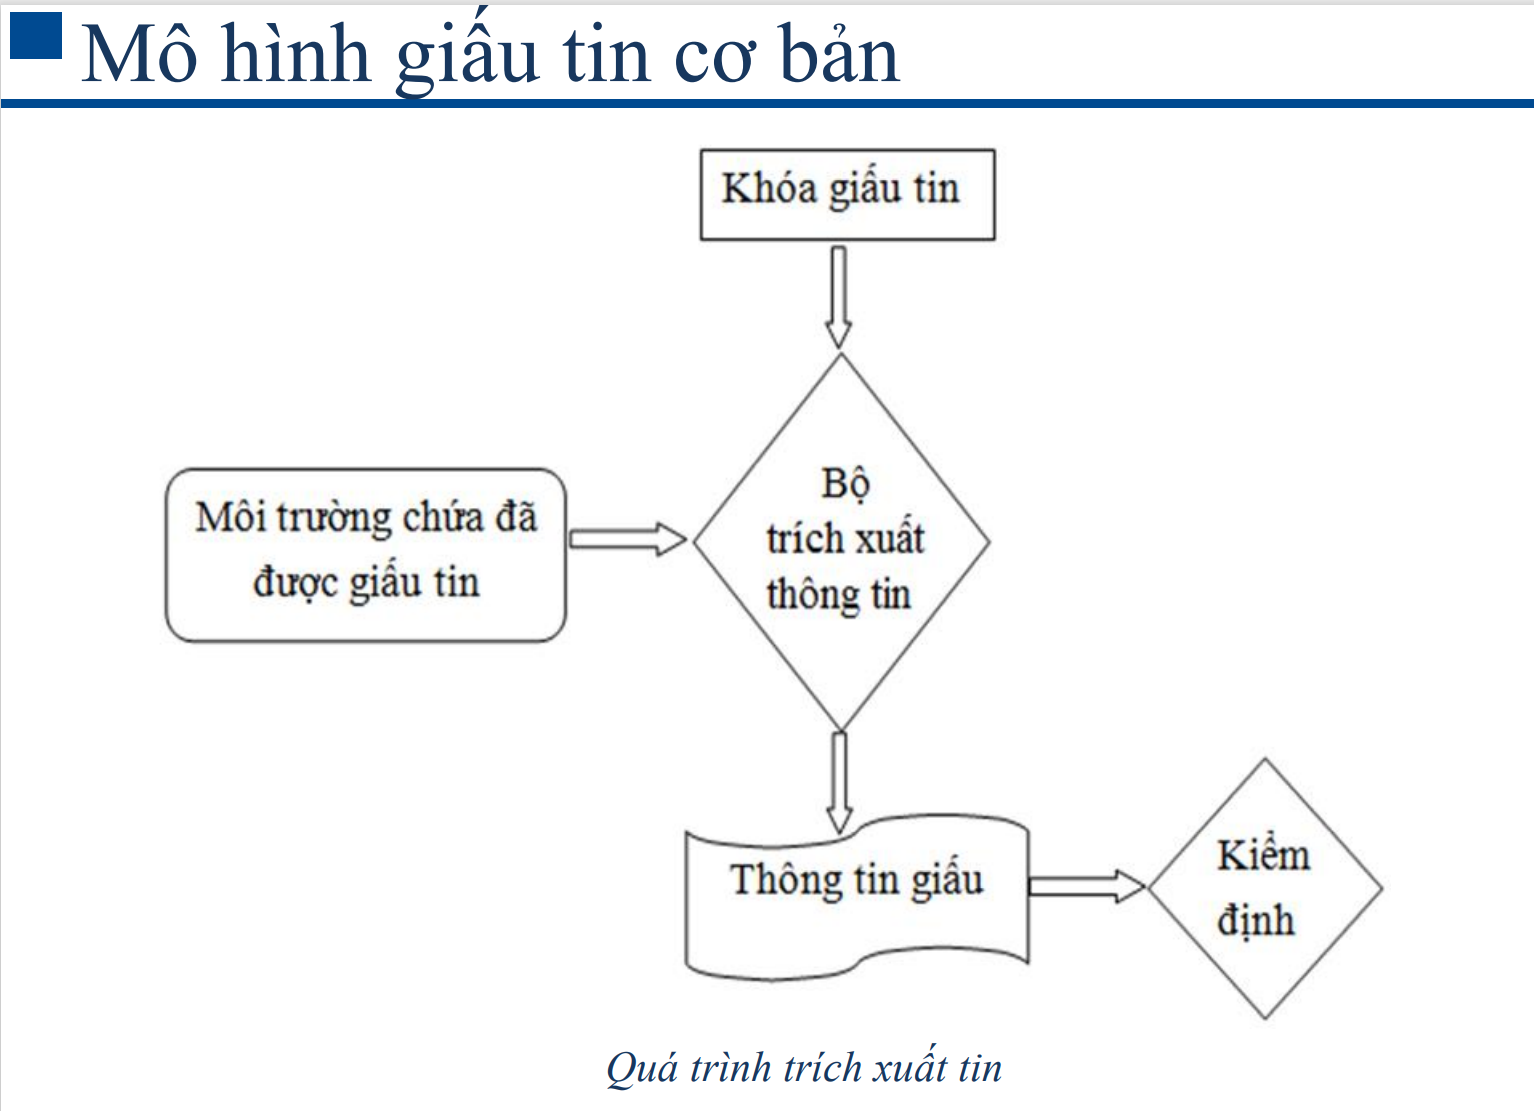 Mô hình giấu tin cơ bản
Khóa giấu tin
Môi trường chứa đã
được giấu tin
Bộ
trích xuất
thông tin
Thông tin giấu
Kiểm
định
Quá trình trích xuất tin